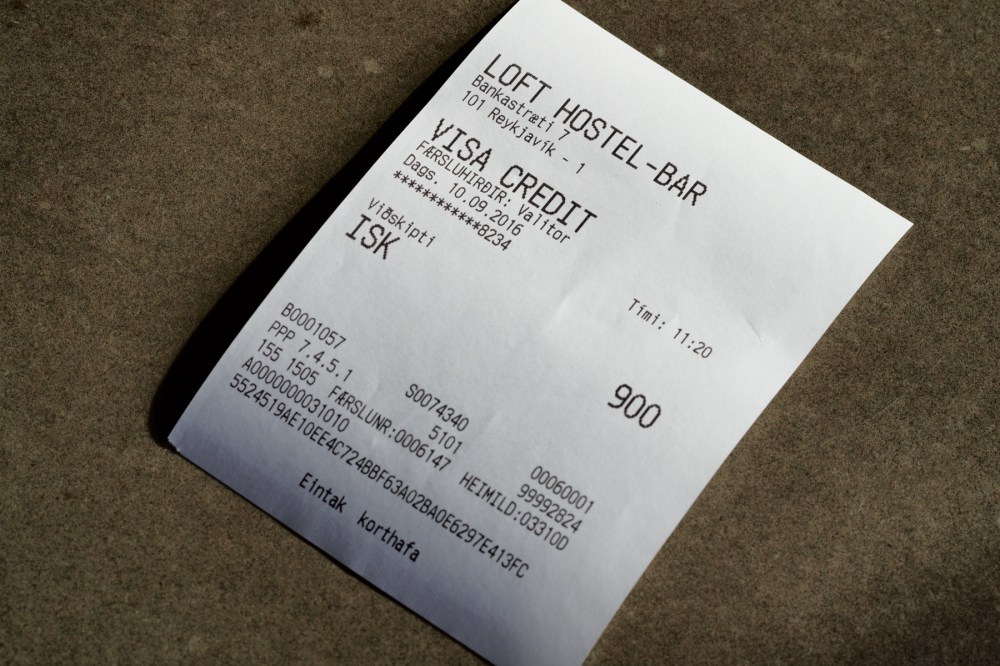 LOFT HOSTEL-BAR
Bankastræti 7
101 Reykjavík - 1
VISA CREDIT
FÆRSLUHIRÐIR: Valitor
Dags. 10.09.2016 Tími: 11:20
************8234
Viðskipti
ISK 900
B0001057 S0074340 00060001
PPP 7.4.5.1 5101 99992824
155 1505 FÆRSLUNR:0006147 HEIMILD:03310D
A0000000031010
5524519AE10EE4C724BBF63A02BA0E6297E413FC
Eintak korthafa